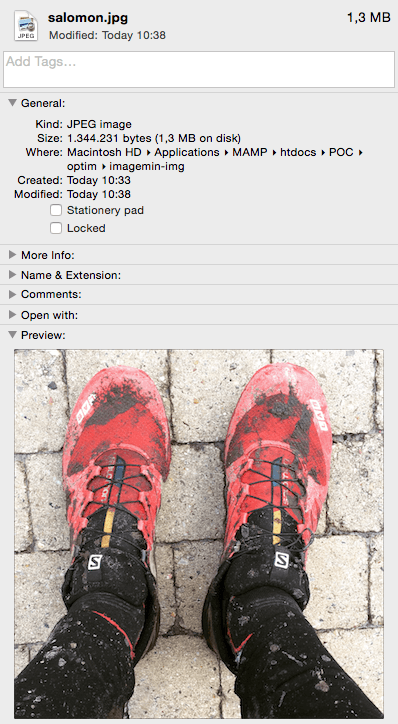 salomon.jpg 1,3 MB
Modified: Today 10:38
JPEG
Add Tags…
General:
Kind: JPEG image
Size: 1.344.231 bytes (1,3 MB on disk)
Where: Macintosh HD ▸ Applications ▸ MAMP ▸ htdocs ▸ POC ▸
optim ▸ imagemin-img
Created: Today 10:33
Modified: Today 10:38
Stationery pad
Locked
More Info:
Name & Extension:
Comments:
Open with:
Preview:
S S